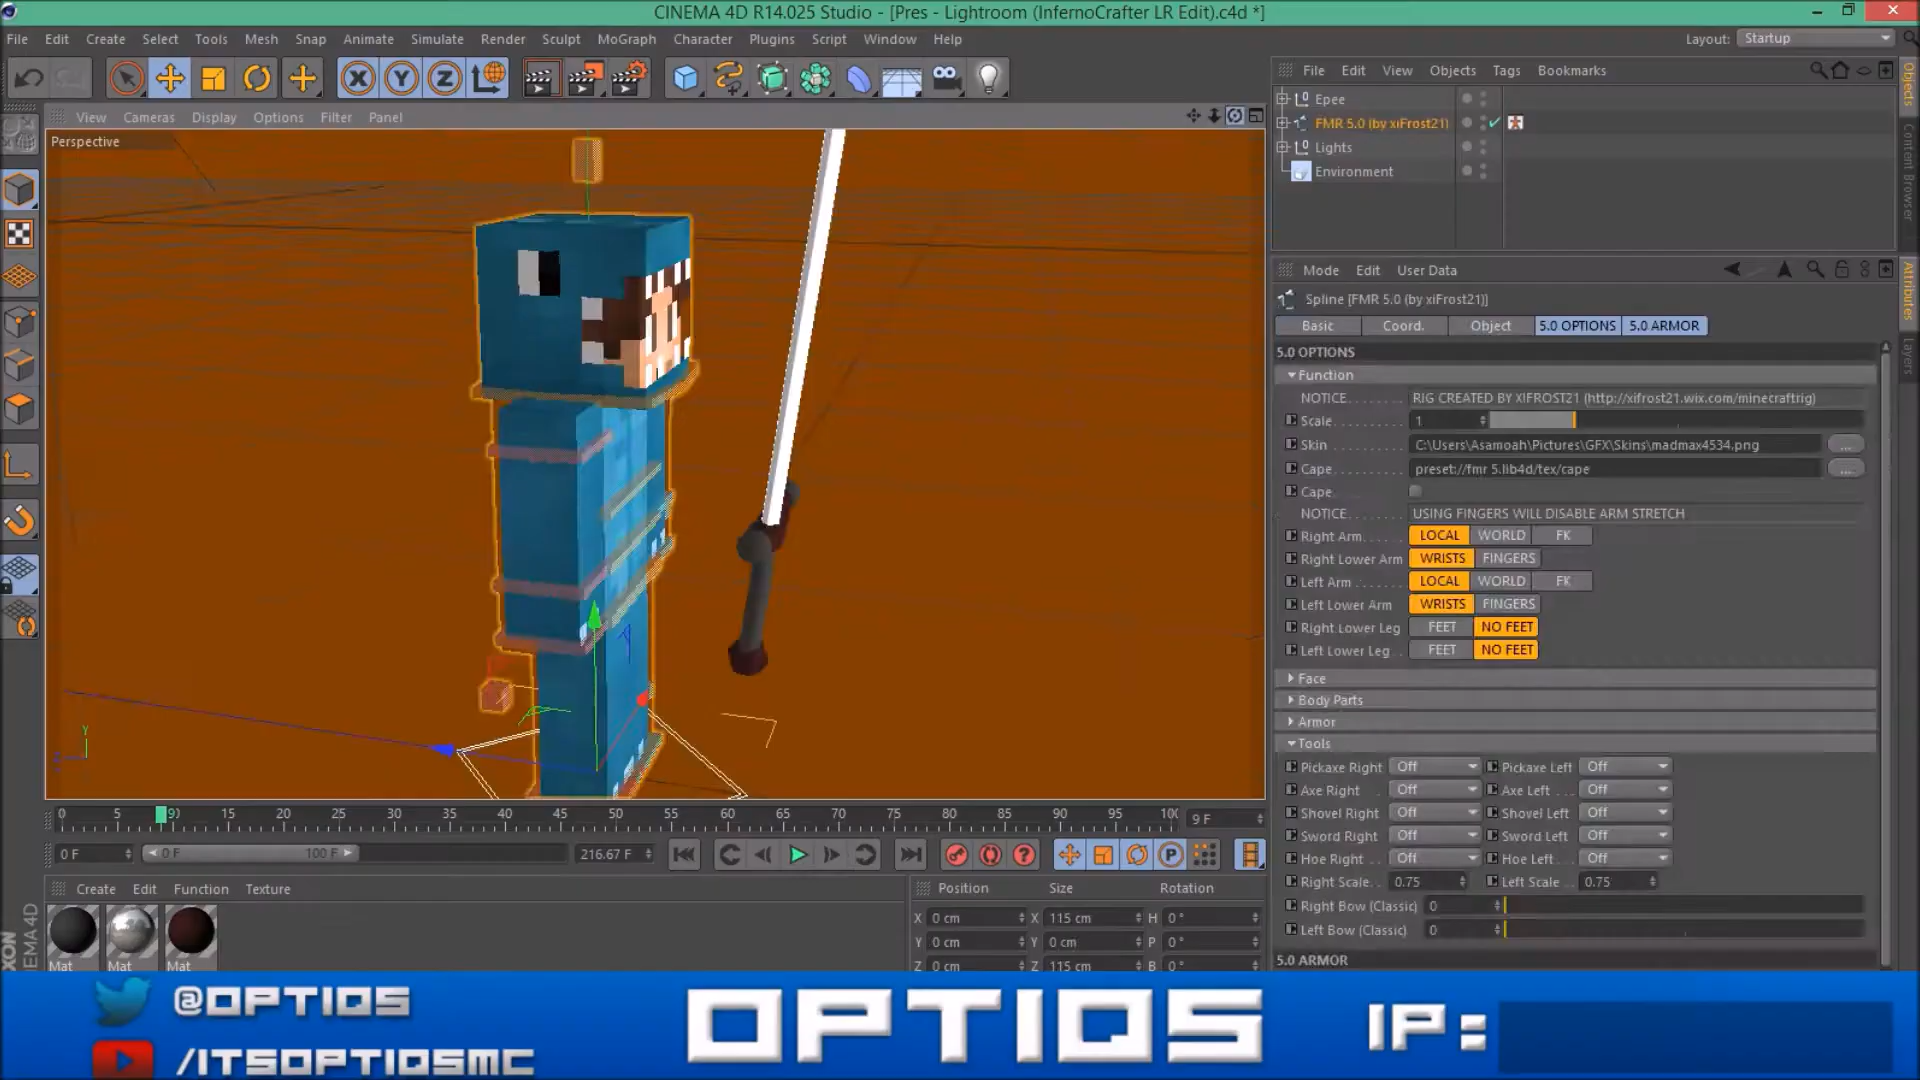 CINEMA 4D R14.025 Studio - [Pres - Lightroom (InfernoCrafter LR Edit).c4d *]
File Edit Create Select Tools Mesh Snap Animate Simulate Render Sculpt MoGraph Character Plugins Script Window Help
Layout: Startup
File Edit View Objects Tags Bookmarks
View Cameras Display Options Filter Panel
Perspective
Epee
FMR 5.0 (by xiFrost21)
Lights
Environment
Objects
Content Browser
Attributes
Layers
Mode Edit User Data
Spline [FMR 5.0 (by xiFrost21)]
Basic Coord. Object 5.0 OPTIONS 5.0 ARMOR
5.0 OPTIONS
Function
NOTICE RIG CREATED BY XIFROST21 (http://xifrost21.wix.com/minecraftrig)
Scale 1
Skin C:\Users\Asamoah\Pictures\GFX\Skins\madmax4534.png ...
Cape preset://fmr 5.lib4d/tex/cape ...
Cape
NOTICE USING FINGERS WILL DISABLE ARM STRETCH
Right Arm LOCAL WORLD FK
Right Lower Arm WRISTS FINGERS
Left Arm LOCAL WORLD FK
Left Lower Arm WRISTS FINGERS
Right Lower Leg FEET NO FEET
Left Lower Leg FEET NO FEET
Face
Body Parts
Armor
Tools
Pickaxe Right Off Pickaxe Left Off
Axe Right Off Axe Left Off
Shovel Right Off Shovel Left Off
Sword Right Off Sword Left Off
Hoe Right Off Hoe Left Off
Right Scale 0.75 Left Scale 0.75
Right Bow (Classic) 0
Left Bow (Classic) 0
5.0 ARMOR
X Y Z
Y
0 5 9 0 15 20 25 30 35 40 45 50 55 60 65 70 75 80 85 90 95 10 9 F
0 F 0 F 100 F 216.67 F
Create Edit Function Texture
Mat Mat Mat
Position Size Rotation
X 0 cm X 115 cm H 0 °
Y 0 cm Y 0 cm P 0 °
Z 0 cm Z 115 cm B 0 °
@OPTIQS
/ITSOPTIQSMC
OPTIQS
IP: